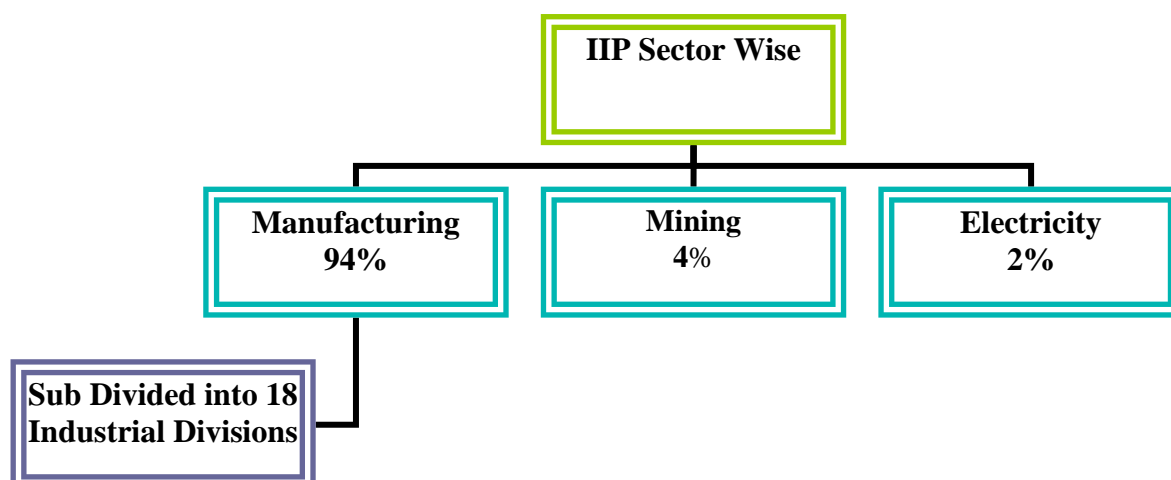 IIP Sector Wise
Manufacturing
94%
Mining
4%
Electricity
2%
Sub Divided into 18
Industrial Divisions